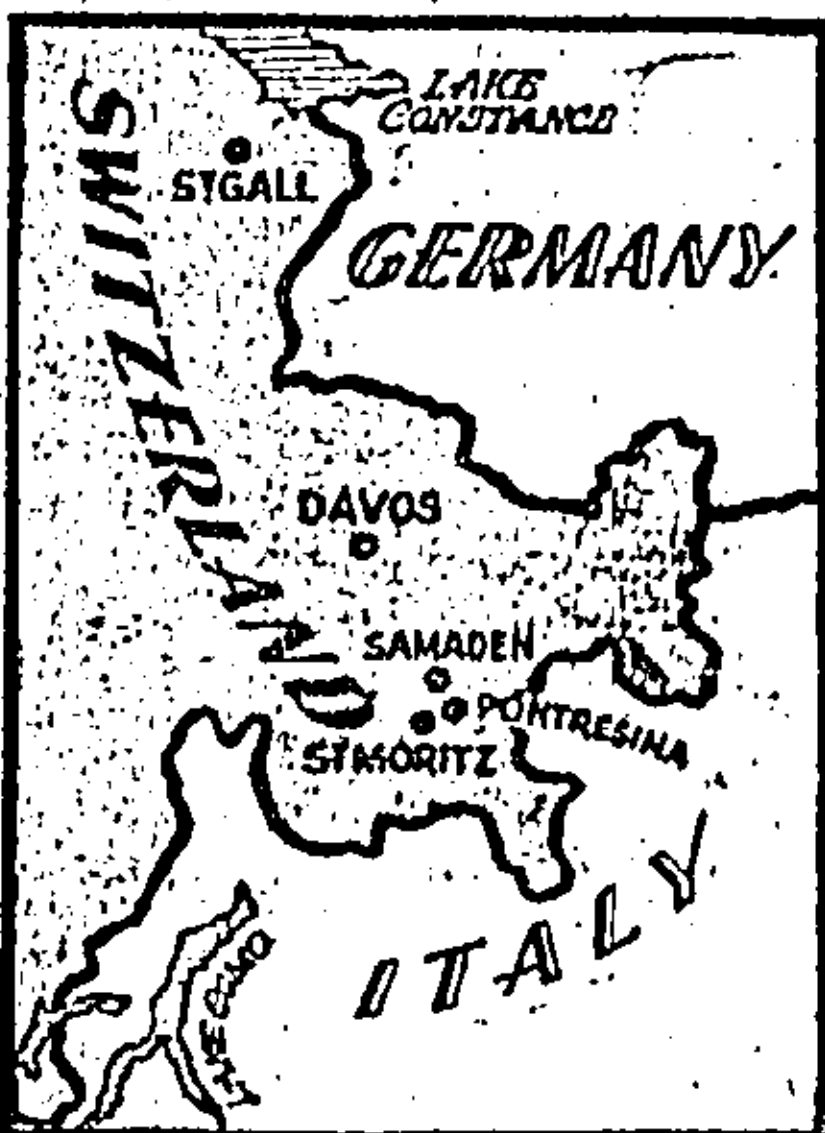 LAKE
CONSTANCE
ST GALL
SWITZERLAND
GERMANY
DAVOS
SAMADEN
PONTRESINA
ST MORITZ
ITALY
LAKE COMO